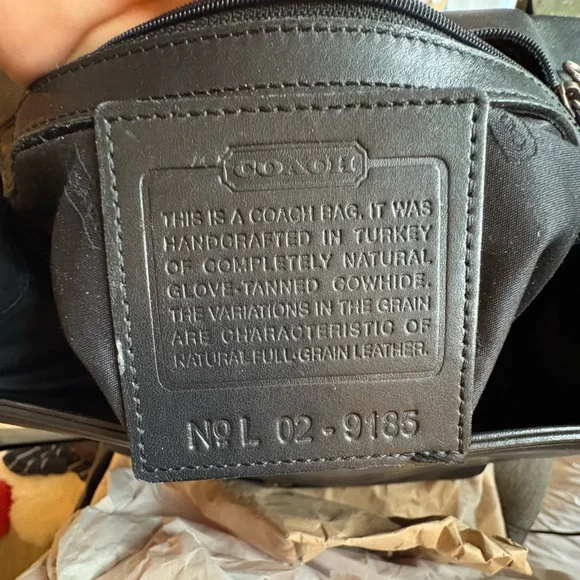 COACH
THIS IS A COACH BAG. IT WAS
HANDCRAFTED IN TURKEY
OF COMPLETELY NATURAL
GLOVE-TANNED COWHIDE.
THE VARIATIONS IN THE GRAIN
ARE CHARACTERISTIC OF
NATURAL FULL-GRAIN LEATHER.
Nº L 02-9185